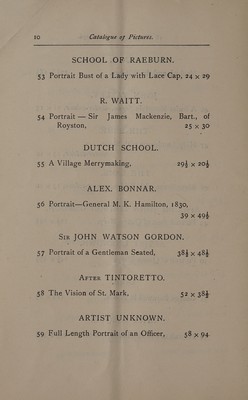 10 Catalogue of Pictures.
SCHOOL OF RAEBURN.
53 Portrait Bust of a Lady with Lace Cap, 24 x 29
R. WAITT.
54 Portrait — Sir James Mackenzie, Bart., of
Royston, 25 x 30
DUTCH SCHOOL.
55 A Village Merrymaking, 29½ x 20½
ALEX. BONNAR.
56 Portrait—General M. K. Hamilton, 1830,
39 x 49½
SIR JOHN WATSON GORDON.
57 Portrait of a Gentleman Seated, 38½ x 48½
AFTER TINTORETTO.
58 The Vision of St. Mark, 52 x 38½
ARTIST UNKNOWN.
59 Full Length Portrait of an Officer, 58 x 94